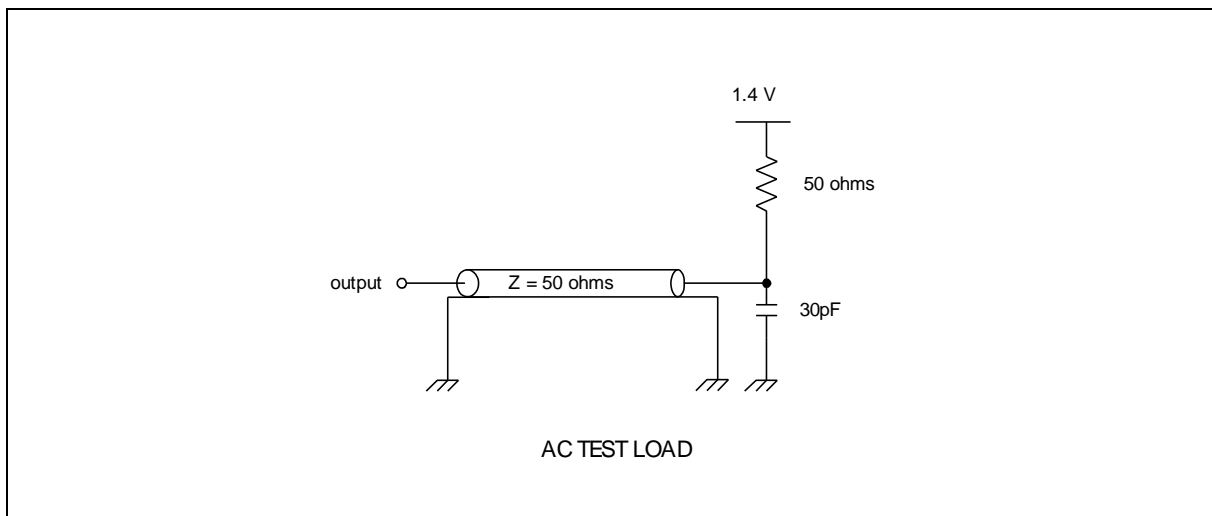 1.4 V
50 ohms
output
Z = 50 ohms
30pF
AC TEST LOAD